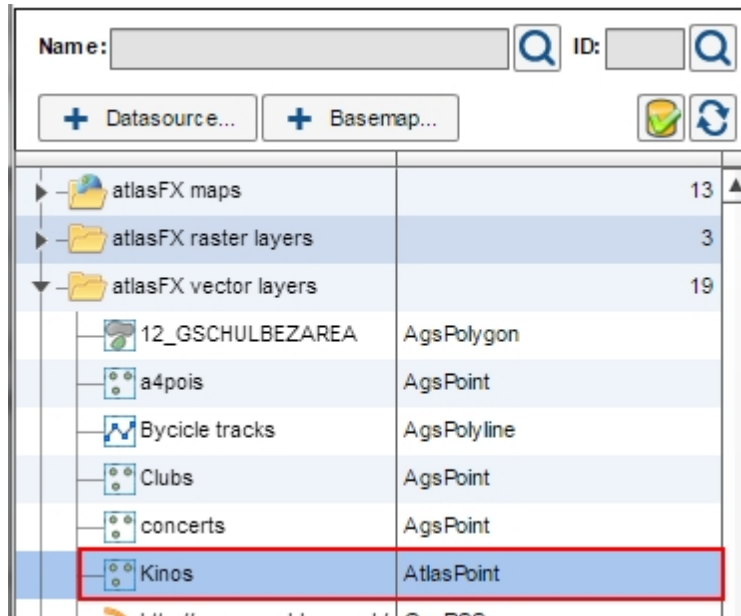 Name: ID:
Datasource... Basemap...
atlasFX maps 13
atlasFX raster layers 3
atlasFX vector layers 19
12_GSCHULBEZAREA AgsPolygon
a4pois AgsPoint
Bycicle tracks AgsPolyline
Clubs AgsPoint
concerts AgsPoint
Kinos AtlasPoint